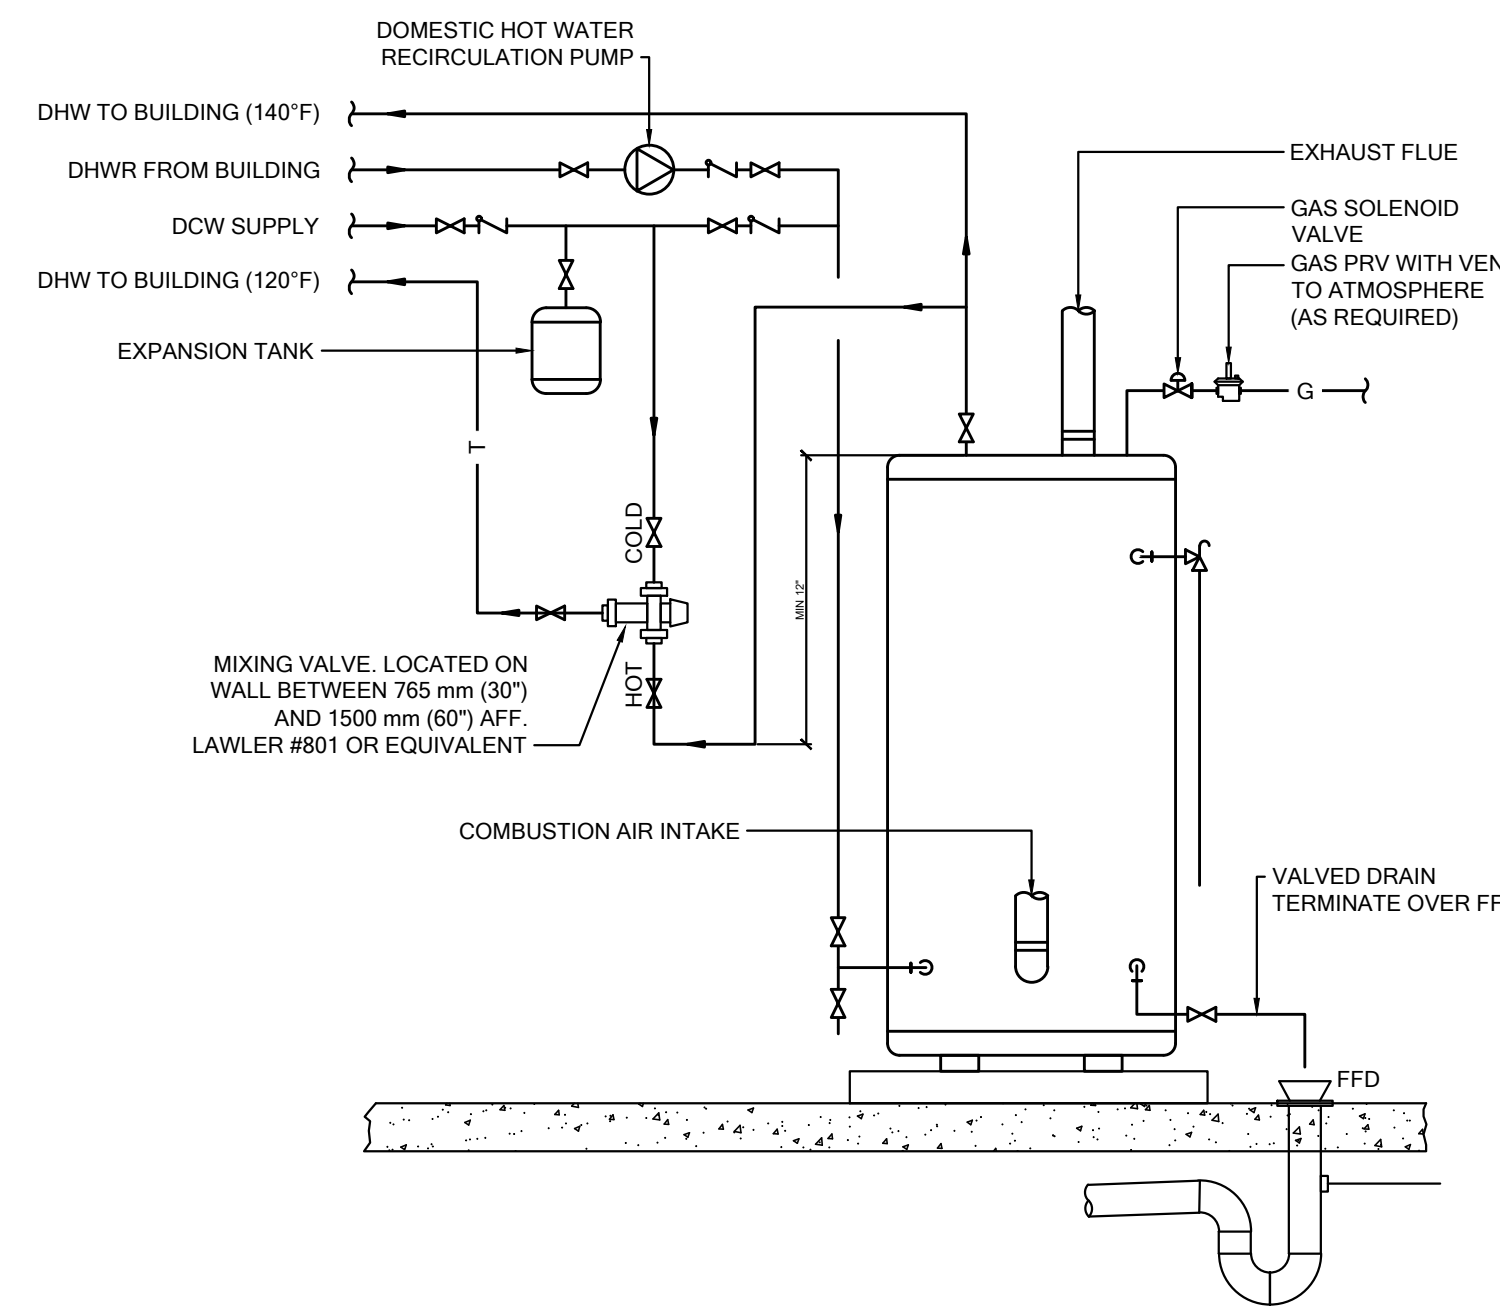 DOMESTIC HOT WATER
RECIRCULATION PUMP
DHW TO BUILDING (140°F)
DHWR FROM BUILDING
DCW SUPPLY
DHW TO BUILDING (120°F)
EXPANSION TANK
EXHAUST FLUE
GAS SOLENOID
VALVE
GAS PRV WITH VEN
TO ATMOSPHERE
(AS REQUIRED)
G
T
COLD
MIN 12"
HOT
MIXING VALVE. LOCATED ON
WALL BETWEEN 765 mm (30")
AND 1500 mm (60") AFF.
LAWLER #801 OR EQUIVALENT
COMBUSTION AIR INTAKE
VALVED DRAIN
TERMINATE OVER FF
FFD